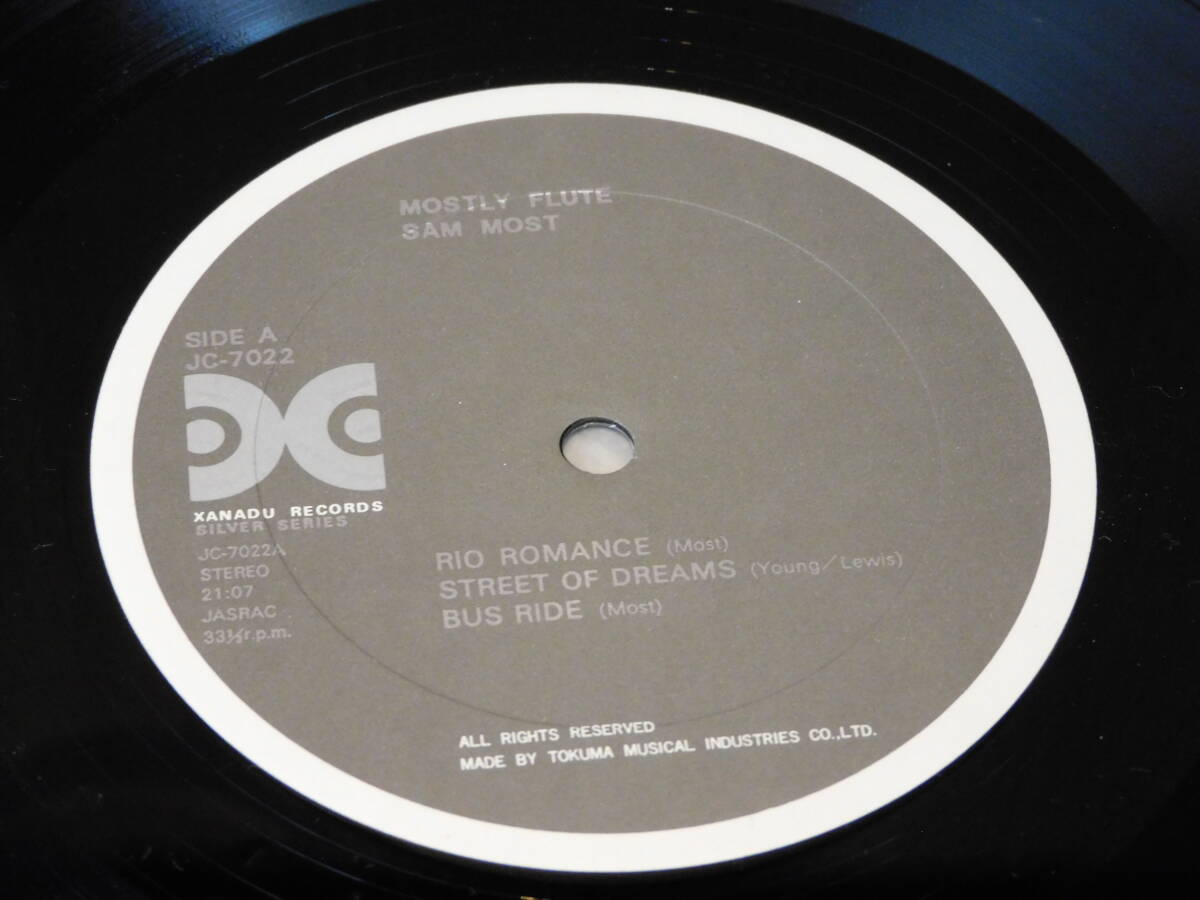 MOSTLY FLUTE
SAM MOST
SIDE A
JC-7022
XANADU RECORDS
SILVER SERIES
JC-7022A
STEREO
21:07
JASRAC
33⅓r.p.m.
RIO ROMANCE (Most)
STREET OF DREAMS (Young/Lewis)
BUS RIDE (Most)
ALL RIGHTS RESERVED
MADE BY TOKUMA MUSICAL INDUSTRIES CO.,LTD.